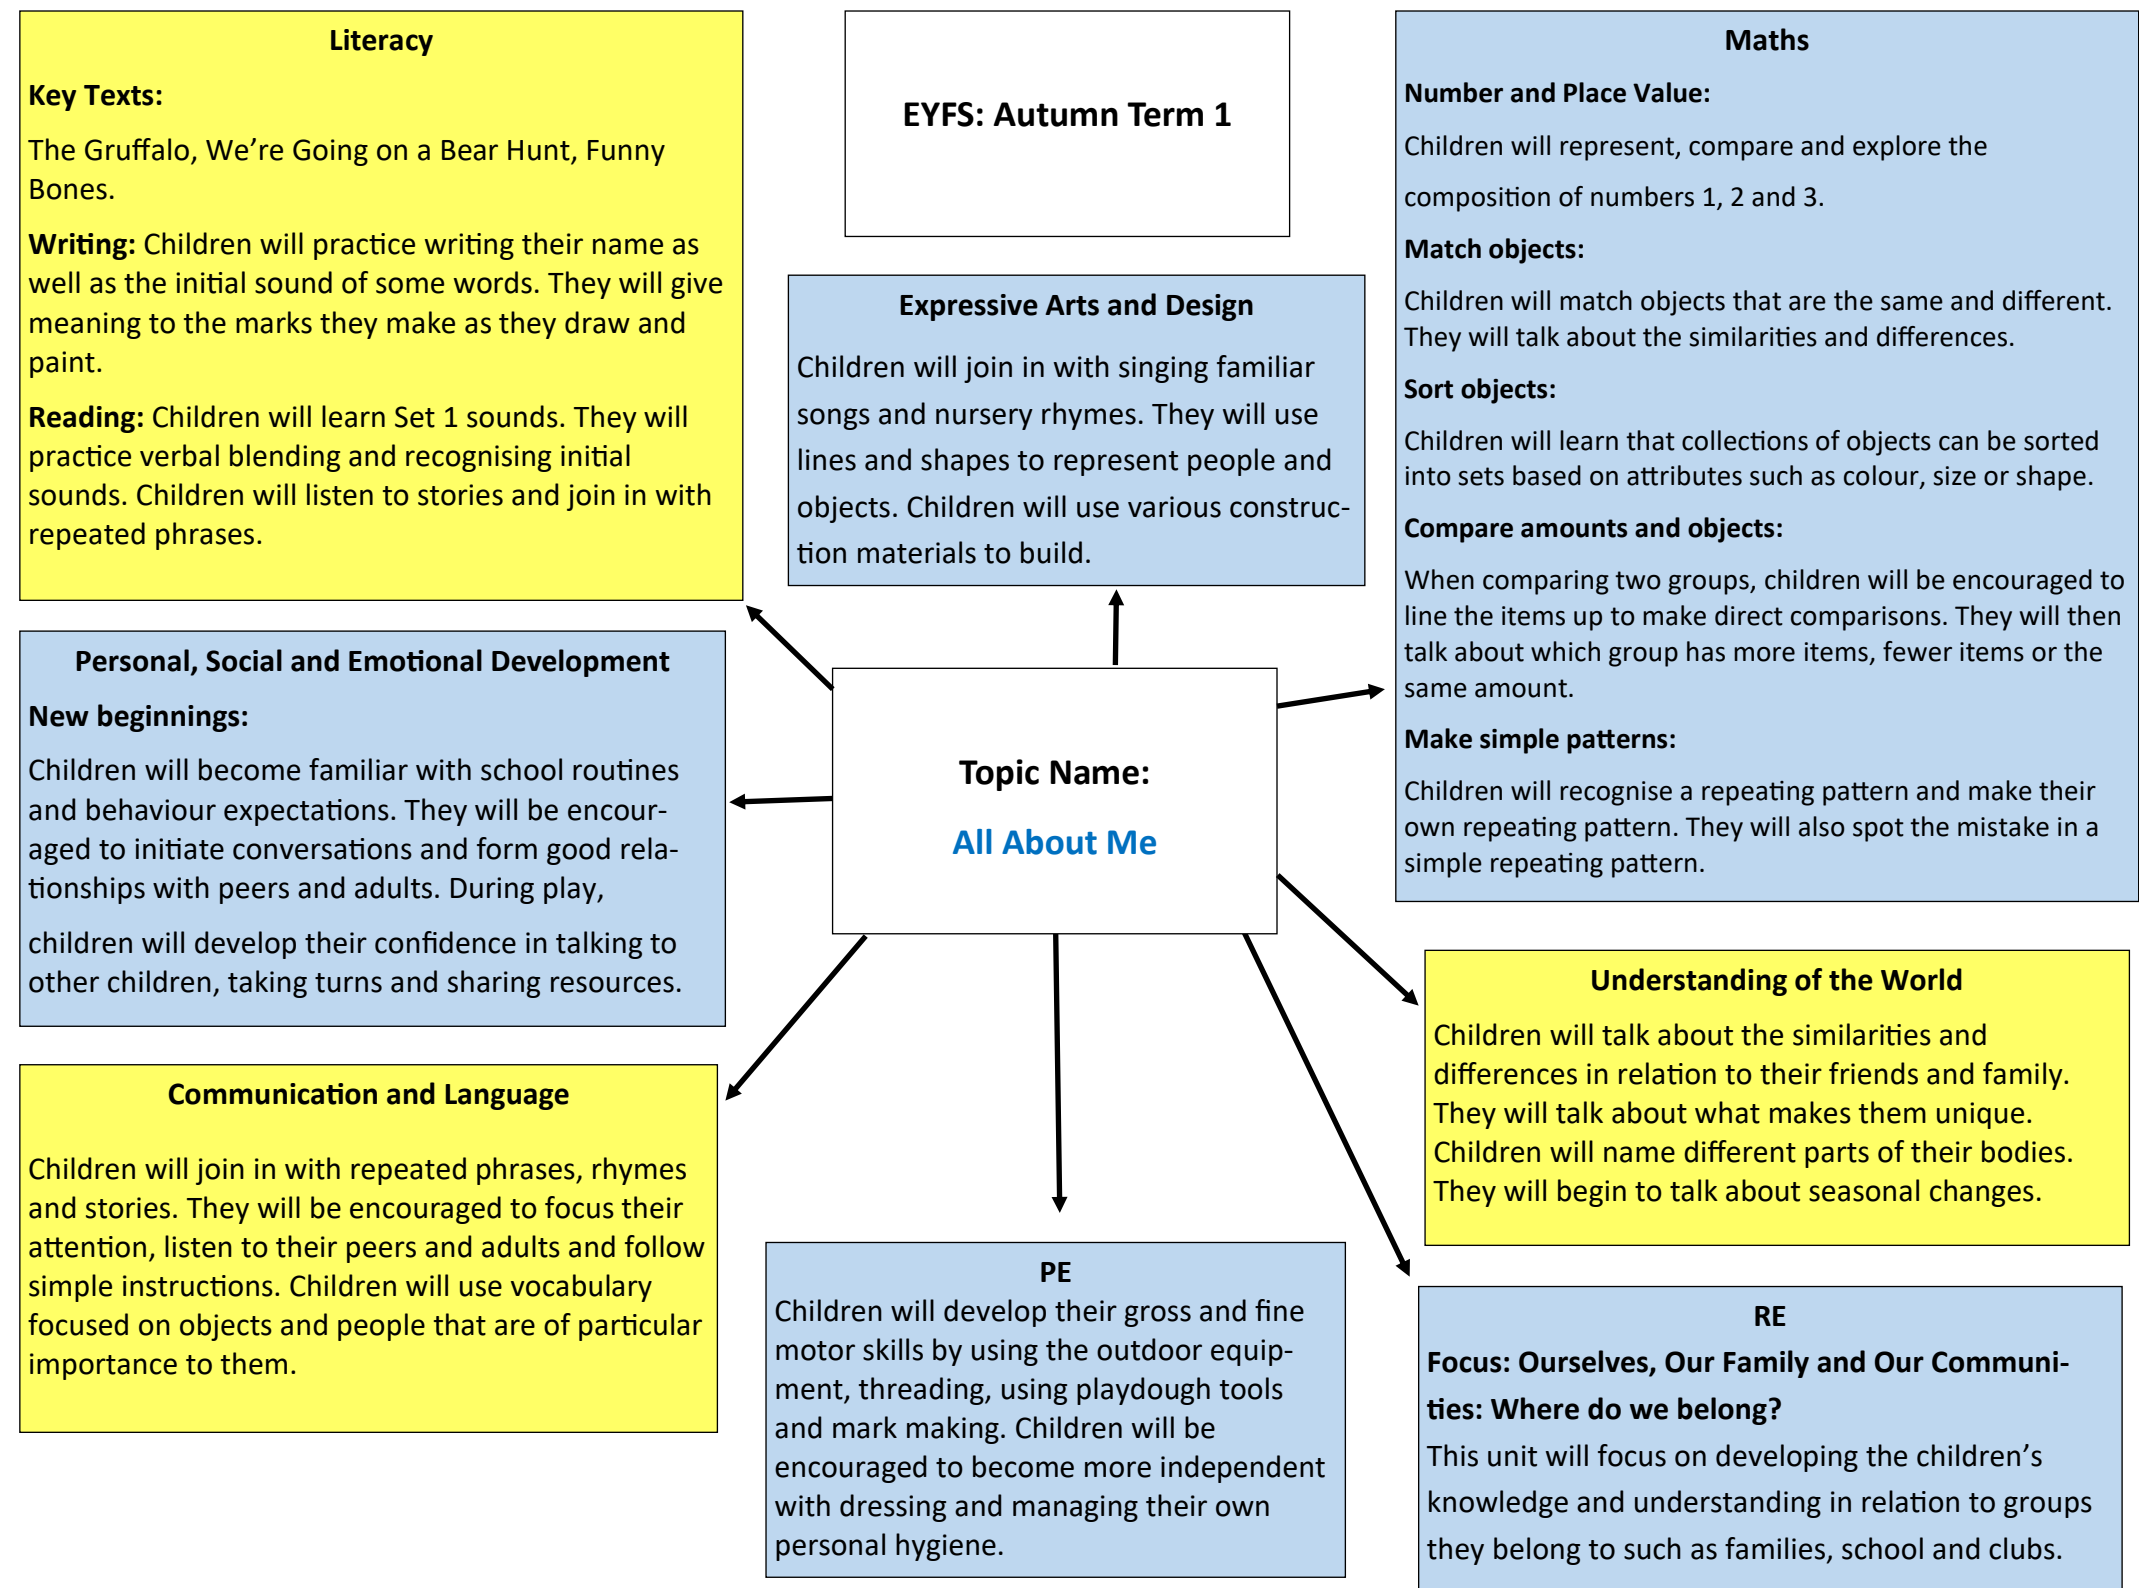 Literacy
Key Texts:
The Gruffalo, We’re Going on a Bear Hunt, Funny
Bones.
Writing: Children will practice writing their name as
well as the initial sound of some words. They will give
meaning to the marks they make as they draw and
paint.
Reading: Children will learn Set 1 sounds. They will
practice verbal blending and recognising initial
sounds. Children will listen to stories and join in with
repeated phrases.
EYFS: Autumn Term 1
Expressive Arts and Design
Children will join in with singing familiar
songs and nursery rhymes. They will use
lines and shapes to represent people and
objects. Children will use various construc-
tion materials to build.
Maths
Number and Place Value:
Children will represent, compare and explore the
composition of numbers 1, 2 and 3.
Match objects:
Children will match objects that are the same and different.
They will talk about the similarities and differences.
Sort objects:
Children will learn that collections of objects can be sorted
into sets based on attributes such as colour, size or shape.
Compare amounts and objects:
When comparing two groups, children will be encouraged to
line the items up to make direct comparisons. They will then
talk about which group has more items, fewer items or the
same amount.
Make simple patterns:
Children will recognise a repeating pattern and make their
own repeating pattern. They will also spot the mistake in a
simple repeating pattern.
Personal, Social and Emotional Development
New beginnings:
Children will become familiar with school routines
and behaviour expectations. They will be encour-
aged to initiate conversations and form good rela-
tionships with peers and adults. During play,
children will develop their confidence in talking to
other children, taking turns and sharing resources.
Topic Name:
All About Me
Communication and Language
Children will join in with repeated phrases, rhymes
and stories. They will be encouraged to focus their
attention, listen to their peers and adults and follow
simple instructions. Children will use vocabulary
focused on objects and people that are of particular
importance to them.
PE
Children will develop their gross and fine
motor skills by using the outdoor equip-
ment, threading, using playdough tools
and mark making. Children will be
encouraged to become more independent
with dressing and managing their own
personal hygiene.
Understanding of the World
Children will talk about the similarities and
differences in relation to their friends and family.
They will talk about what makes them unique.
Children will name different parts of their bodies.
They will begin to talk about seasonal changes.
RE
Focus: Ourselves, Our Family and Our Communi-
ties: Where do we belong?
This unit will focus on developing the children’s
knowledge and understanding in relation to groups
they belong to such as families, school and clubs.